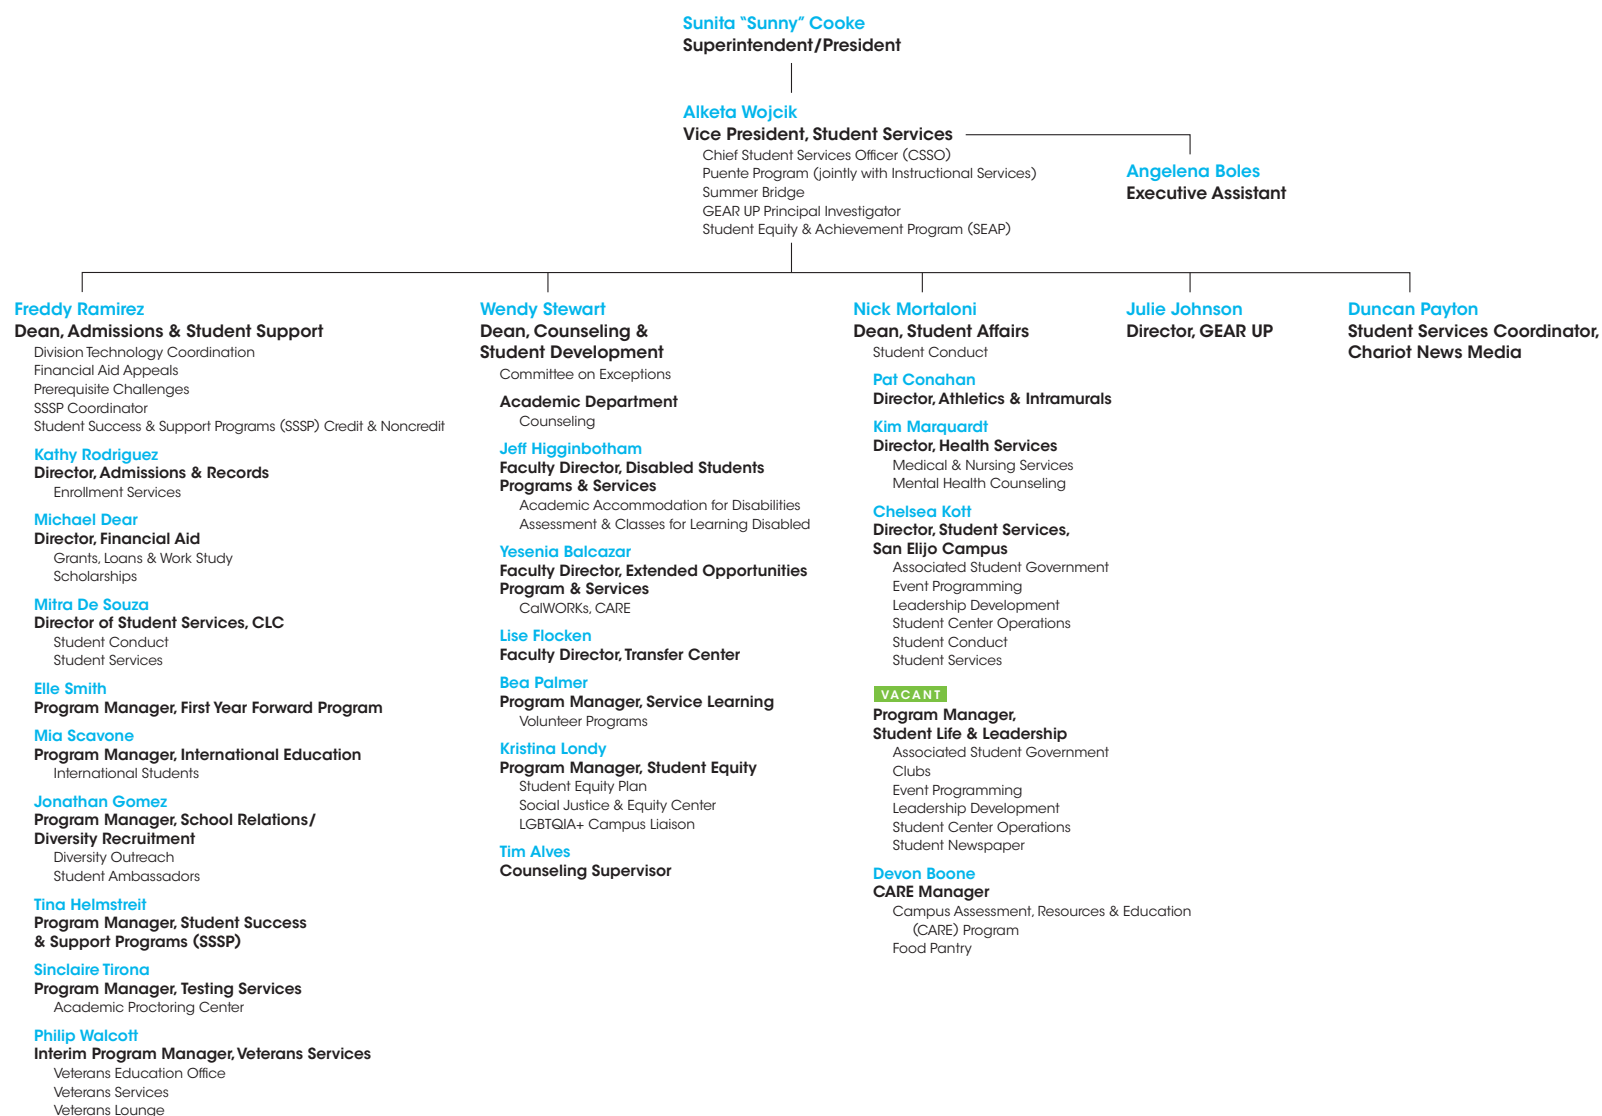 Sunita “Sunny” Cooke
Superintendent/President
Alketa Wojcik
Vice President, Student Services
Chief Student Services Officer (CSSO)
Puente Program (jointly with Instructional Services)
Summer Bridge
GEAR UP Principal Investigator
Student Equity & Achievement Program (SEAP)
Angelena Boles
Executive Assistant
Freddy Ramirez
Dean, Admissions & Student Support
Division Technology Coordination
Financial Aid Appeals
Prerequisite Challenges
SSSP Coordinator
Student Success & Support Programs (SSSP) Credit & Noncredit
Kathy Rodriguez
Director, Admissions & Records
Enrollment Services
Michael Dear
Director, Financial Aid
Grants, Loans & Work Study
Scholarships
Mitra De Souza
Director of Student Services, CLC
Student Conduct
Student Services
Elle Smith
Program Manager, First Year Forward Program
Mia Scavone
Program Manager, International Education
International Students
Jonathan Gomez
Program Manager, School Relations/
Diversity Recruitment
Diversity Outreach
Student Ambassadors
Tina Helmstreit
Program Manager, Student Success
& Support Programs (SSSP)
Sinclaire Tirona
Program Manager, Testing Services
Academic Proctoring Center
Philip Walcott
Interim Program Manager, Veterans Services
Veterans Education Office
Veterans Services
Veterans Lounge
Wendy Stewart
Dean, Counseling &
Student Development
Committee on Exceptions
Academic Department
Counseling
Jeff Higginbotham
Faculty Director, Disabled Students
Programs & Services
Academic Accommodation for Disabilities
Assessment & Classes for Learning Disabled
Yesenia Balcazar
Faculty Director, Extended Opportunities
Program & Services
CalWORKs, CARE
Lise Flocken
Faculty Director, Transfer Center
Bea Palmer
Program Manager, Service Learning
Volunteer Programs
Kristina Londy
Program Manager, Student Equity
Student Equity Plan
Social Justice & Equity Center
LGBTQIA+ Campus Liaison
Tim Alves
Counseling Supervisor
Nick Mortaloni
Dean, Student Affairs
Student Conduct
Pat Conahan
Director, Athletics & Intramurals
Kim Marquardt
Director, Health Services
Medical & Nursing Services
Mental Health Counseling
Chelsea Kott
Director, Student Services,
San Elijo Campus
Associated Student Government
Event Programming
Leadership Development
Student Center Operations
Student Conduct
Student Services
VACANT
Program Manager,
Student Life & Leadership
Associated Student Government
Clubs
Event Programming
Leadership Development
Student Center Operations
Student Newspaper
Devon Boone
CARE Manager
Campus Assessment, Resources & Education
(CARE) Program
Food Pantry
Julie Johnson
Director, GEAR UP
Duncan Payton
Student Services Coordinator,
Chariot News Media